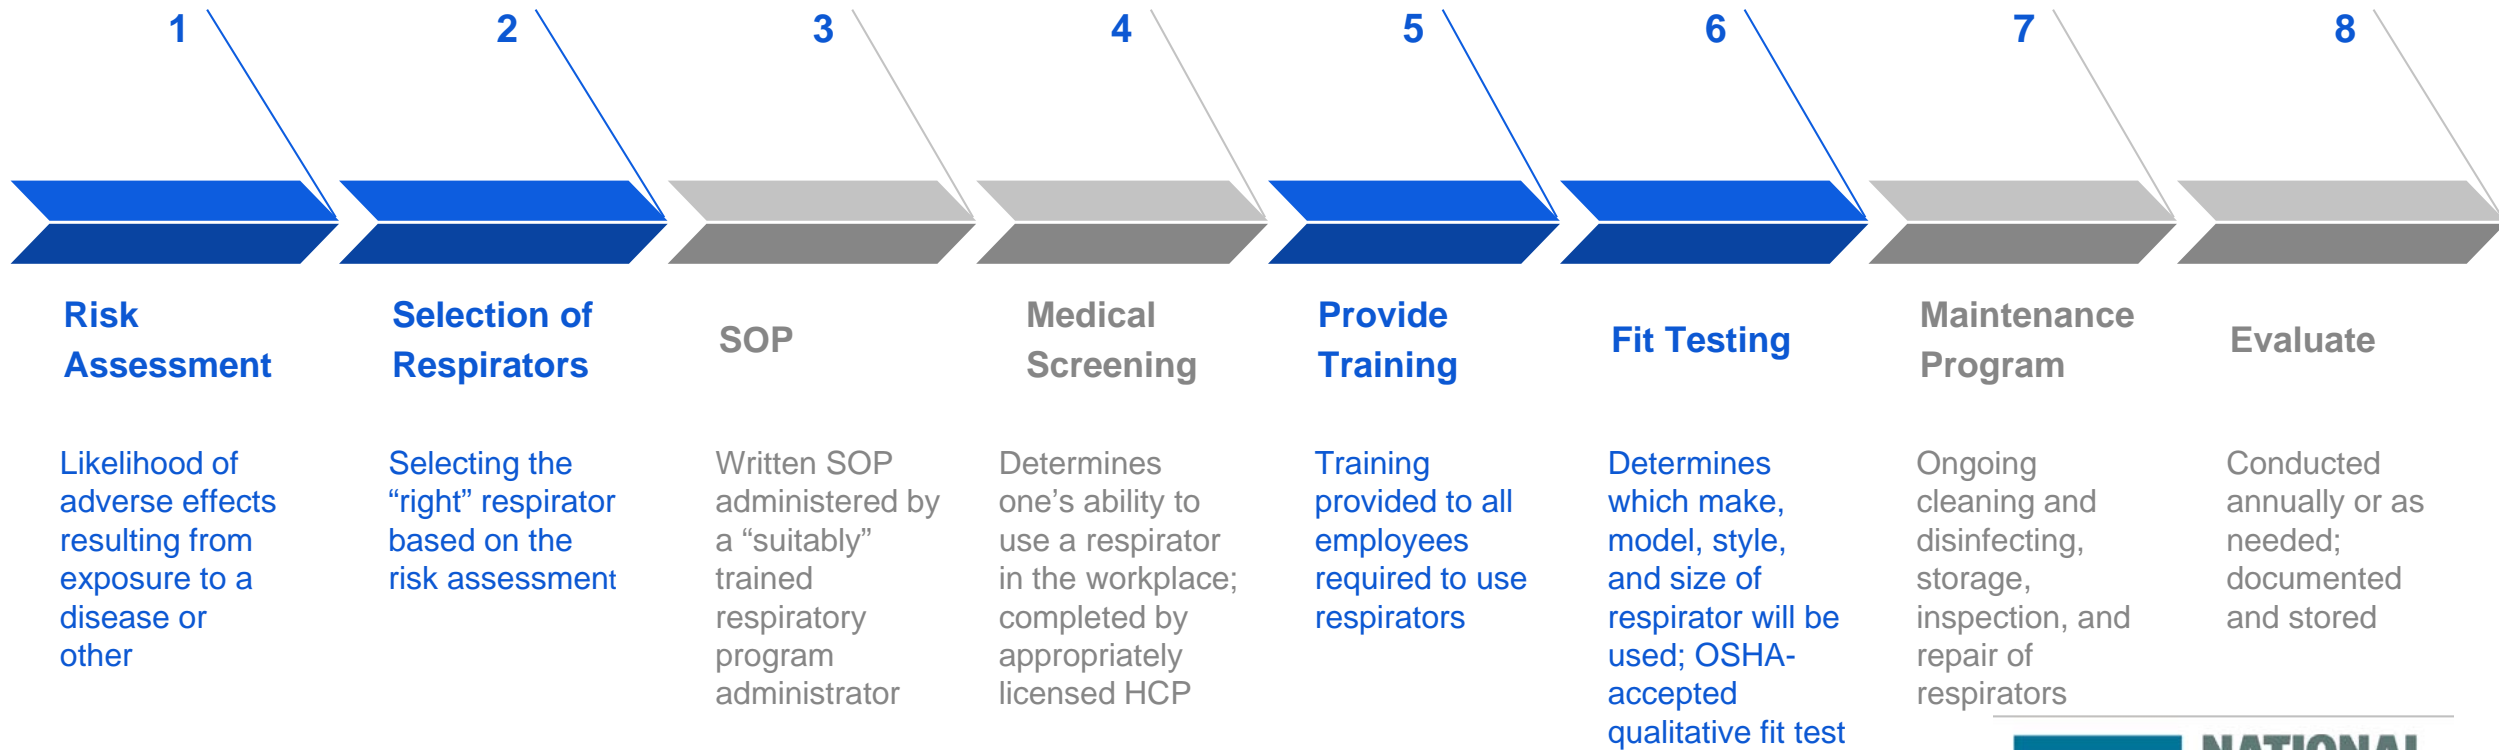 1
2
3
4
5
6
7
8
Risk
Assessment
Selection of
Respirators
SOP
Medical
Screening
Provide
Training
Fit Testing
Maintenance
Program
Evaluate
Likelihood of
adverse effects
resulting from
exposure to a
disease or
other
Selecting the
“right” respirator
based on the
risk assessment
Written SOP
administered by
a “suitably”
trained
respiratory
program
administrator
Determines
one’s ability to
use a respirator
in the workplace;
completed by
appropriately
licensed HCP
Training
provided to all
employees
required to use
respirators
Determines
which make,
model, style,
and size of
respirator will be
used; OSHA-
accepted
qualitative fit test
Ongoing
cleaning and
disinfecting,
storage,
inspection, and
repair of
respirators
Conducted
annually or as
needed;
documented
and stored
NATIONAL